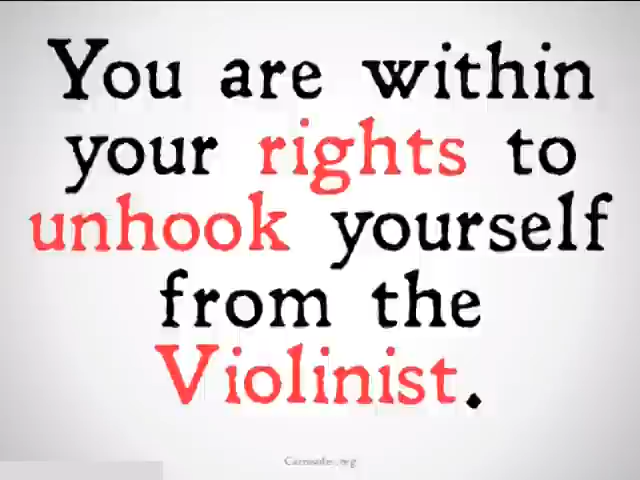 You are within
your rights to
unhook yourself
from the
Violinist.